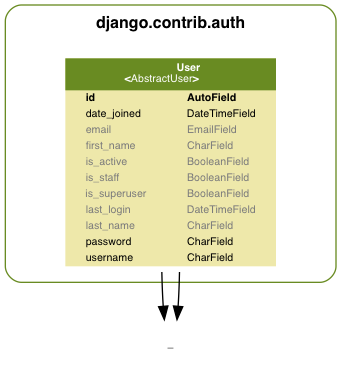 django.contrib.auth
User
<AbstractUser>
id AutoField
date_joined DateTimeField
email EmailField
first_name CharField
is_active BooleanField
is_staff BooleanField
is_superuser BooleanField
last_login DateTimeField
last_name CharField
password CharField
username CharField
_